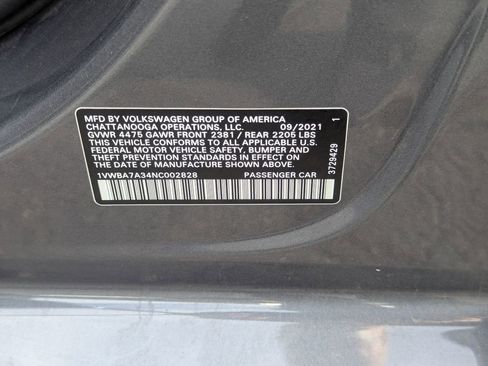 MFD BY VOLKSWAGEN GROUP OF AMERICA
CHATTANOOGA OPERATIONS, LLC. 09/2021
GVWR 4475 GAWR FRONT 2381 / REAR 2205 LBS
THIS VEHICLE CONFORMS TO ALL APPLICABLE U.S.
FEDERAL MOTOR VEHICLE SAFETY, BUMPER AND
THEFT PREVENTION STANDARDS IN EFFECT ON
THE DATE OF MANUFACTURE SHOWN ABOVE.
1VWBA7A34NC002828 PASSENGER CAR
3729429 1